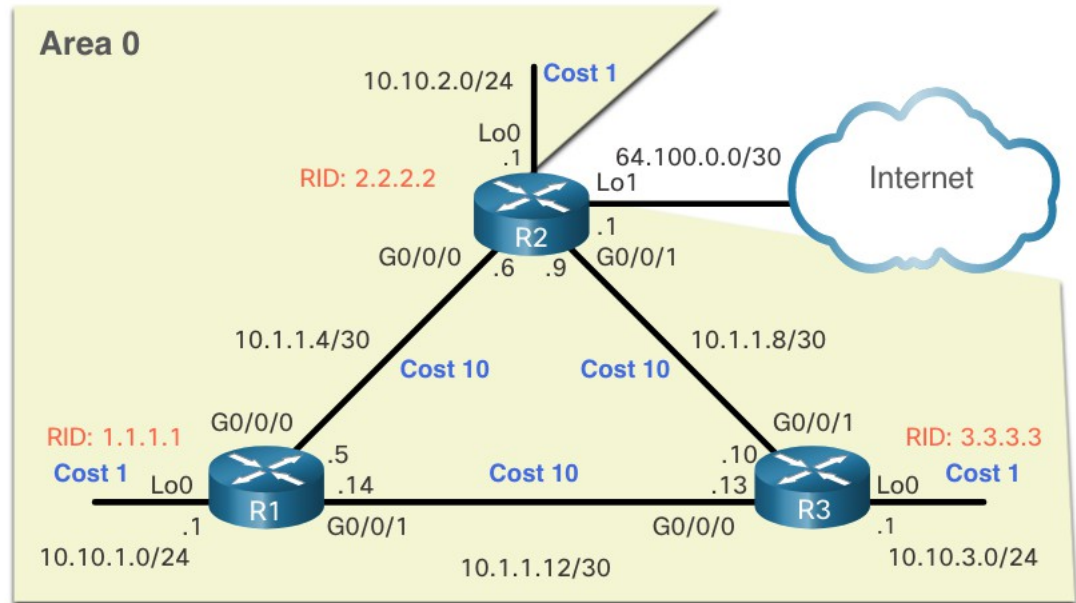 Area 0
10.10.2.0/24
Cost 1
Lo0
.1
64.100.0.0/30
Internet
RID: 2.2.2.2
Lo1
R2
.1
G0/0/0
.6
.9
G0/0/1
10.1.1.4/30
10.1.1.8/30
Cost 10
Cost 10
G0/0/0
G0/0/1
RID: 1.1.1.1
RID: 3.3.3.3
.5
.10
Cost 1
Lo0
.14
Cost 10
.13
Lo0
Cost 1
R1
R3
.1
G0/0/1
G0/0/0
.1
10.10.1.0/24
10.1.1.12/30
10.10.3.0/24